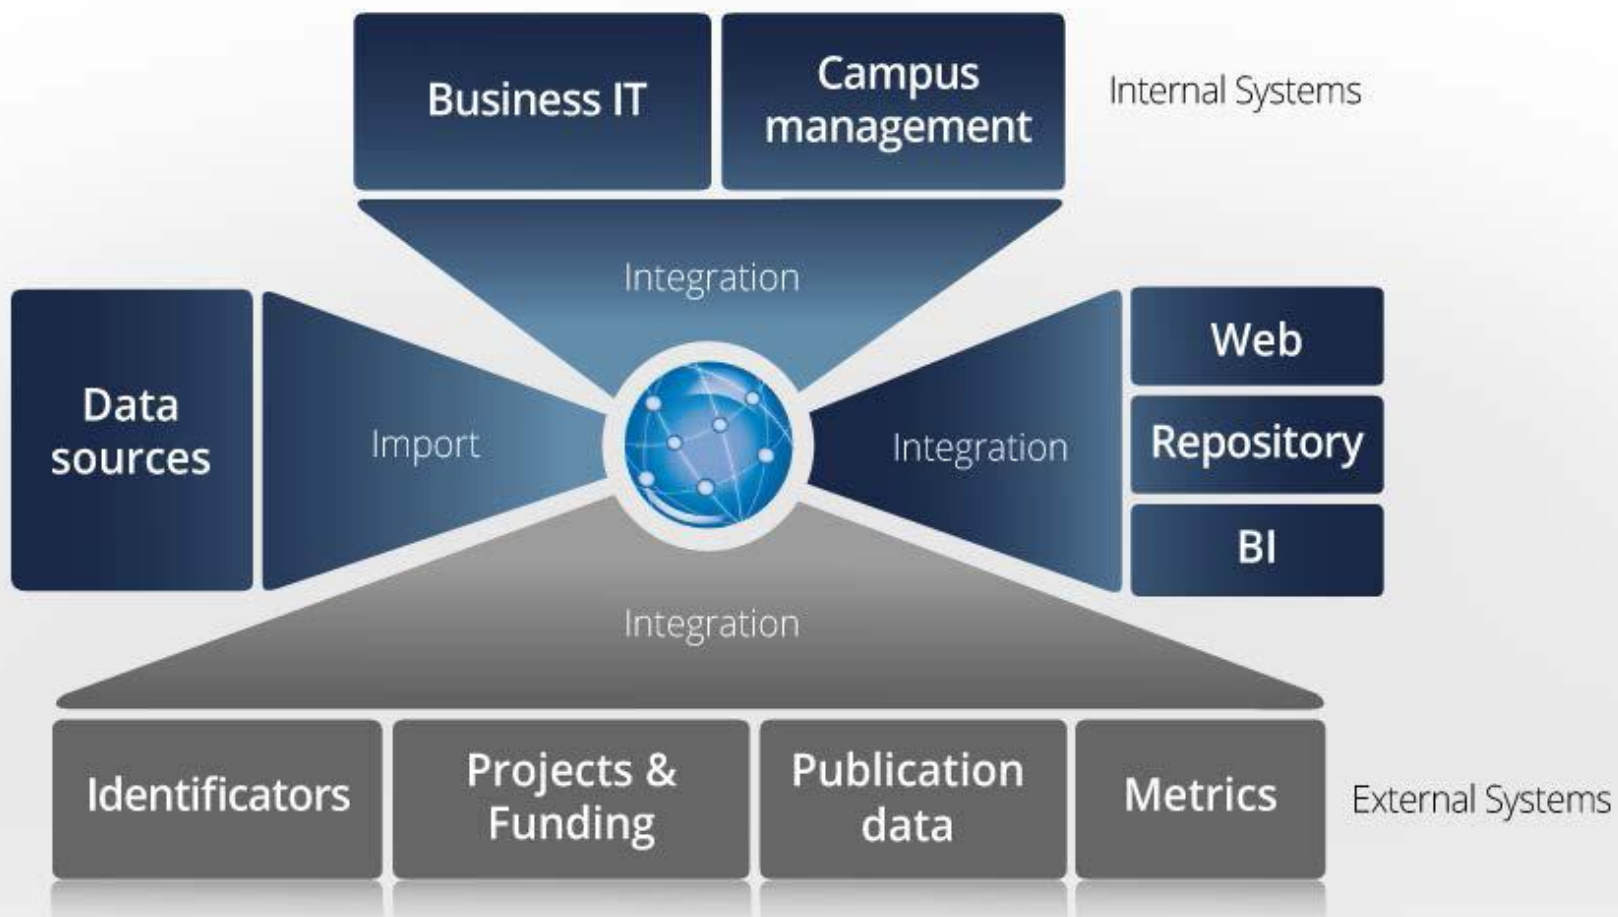 Business IT
Campus
management
Internal Systems
Integration
Data
sources
Import
Integration
Web
Repository
BI
Integration
Identificators
Projects &
Funding
Publication
data
Metrics
External Systems